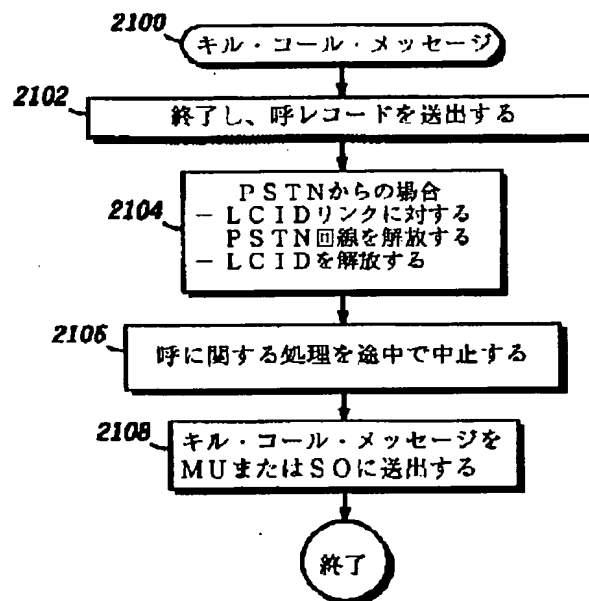 2100
キル・コール・メッセージ
2102
終了し、呼レコードを送出する
2104
PSTNからの場合
－LCIDリンクに対する
PSTN回線を解放する
－LCIDを解放する
2106
呼に関する処理を途中で中止する
2108
キル・コール・メッセージを
MUまたはSOに送出する
終了